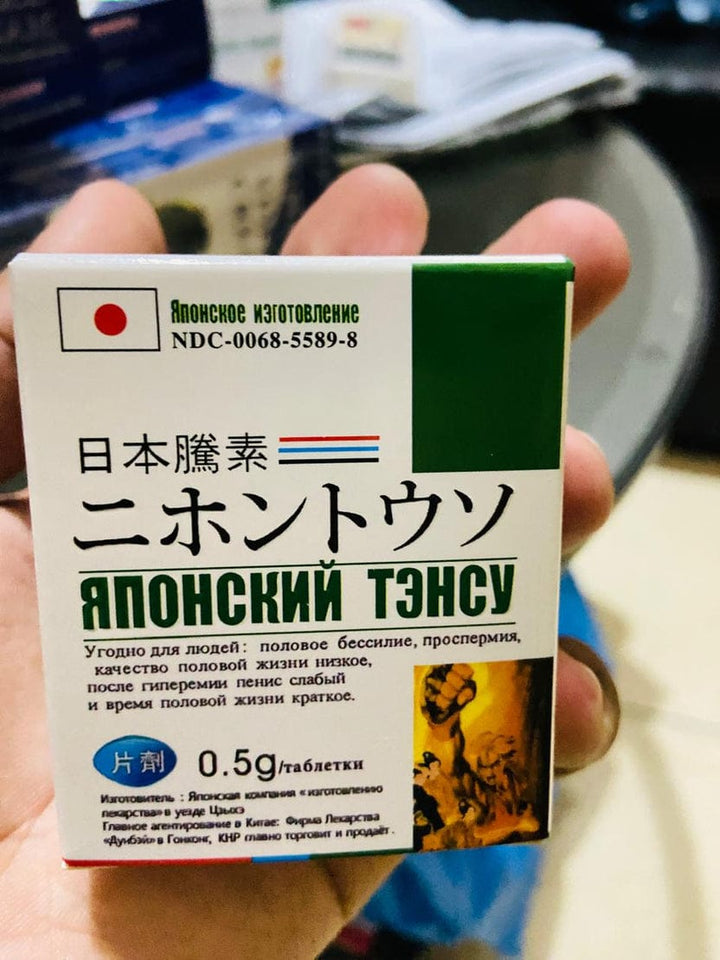 Японское изготовление
NDC-0068-5589-8
日本騰素
ニホントウソ
ЯПОНСКИЙ ТЭНСУ
Угодно для людей: половое бессилие, проспермия,
качество половой жизни низкое,
после гиперемии пенис слабый
и время половой жизни краткое.
片劑 0.5g/таблетки
Изготовитель : Японская компания «изготовлению
лекарства» в уезде Цзыхэ
Главное агентирование в Китае: Фирма Лекарства
«Дунбэй» в Гонконг, КНР главно торговит и продаёт.